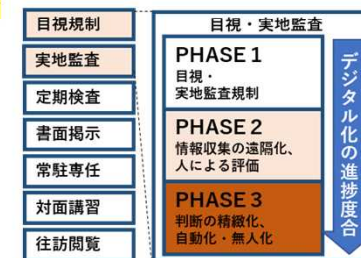 目視規制
実地監査
定期検査
書面掲示
常駐専任
対面講習
往訪閲覧
目視・実地監査
PHASE 1
目視・
実地監査規制
PHASE 2
情報収集の遠隔化、
人による評価
PHASE 3
判断の精緻化、
自動化・無人化
デジタル化の進捗度合